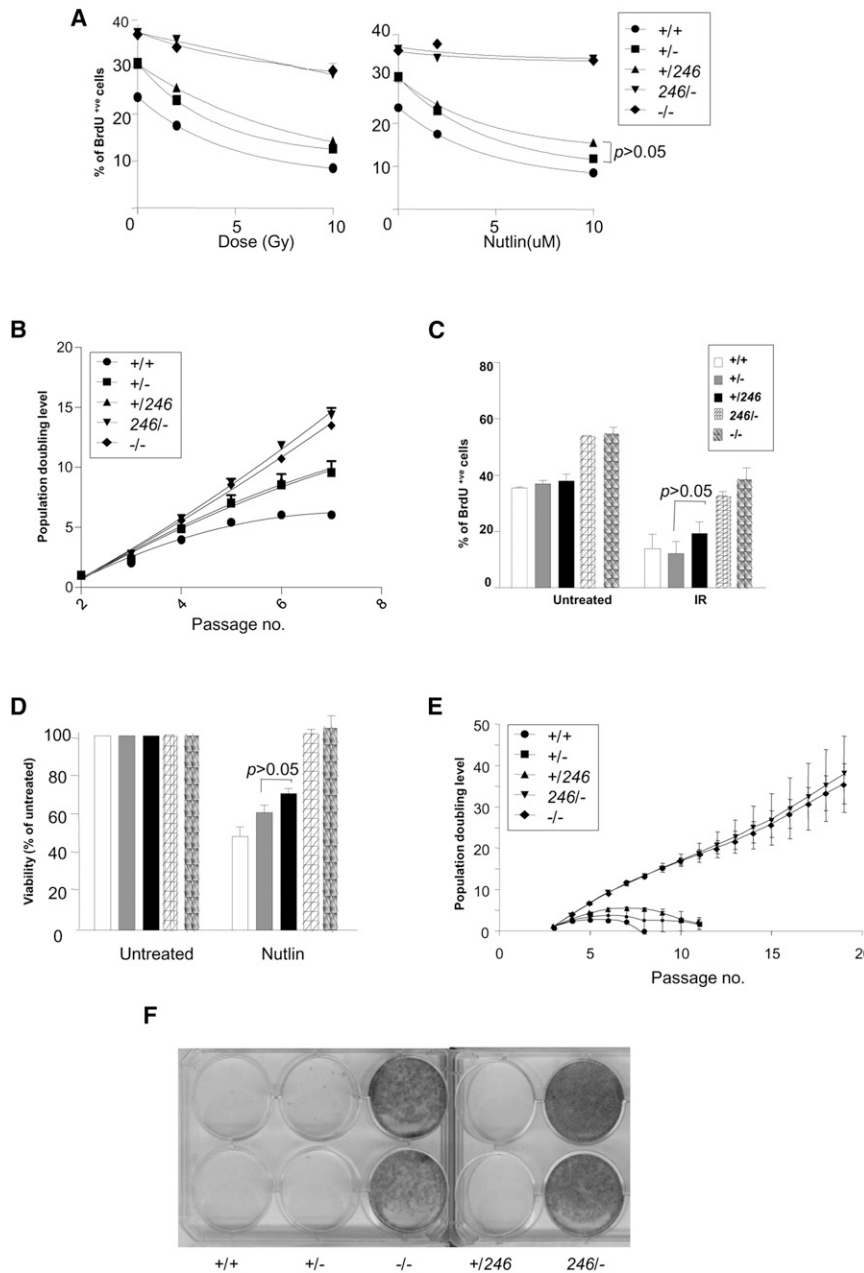 A
% of BrdU +ve cells
40
30
20
10
0
5
10
Dose (Gy)
40
30
20
10
0
5
10
Nutlin(uM)
p>0.05
+/+
+/-
+/246
246/-
-/-
B
Population doubling level
20
15
10
5
0
2
4
6
8
Passage no.
+/+
+/-
+/246
246/-
-/-
C
% of BrdU +ve cells
80
60
40
20
0
p>0.05
Untreated
IR
+/+
+/-
+/246
246/-
-/-
D
Viability (% of untreated)
100
80
60
40
20
0
p>0.05
Untreated
Nutlin
E
Population doubling level
50
40
30
20
10
0
0
5
10
15
Passage no.
+/+
+/-
+/246
246/-
-/-
F
+/+ +/- -/- +/246 246/-